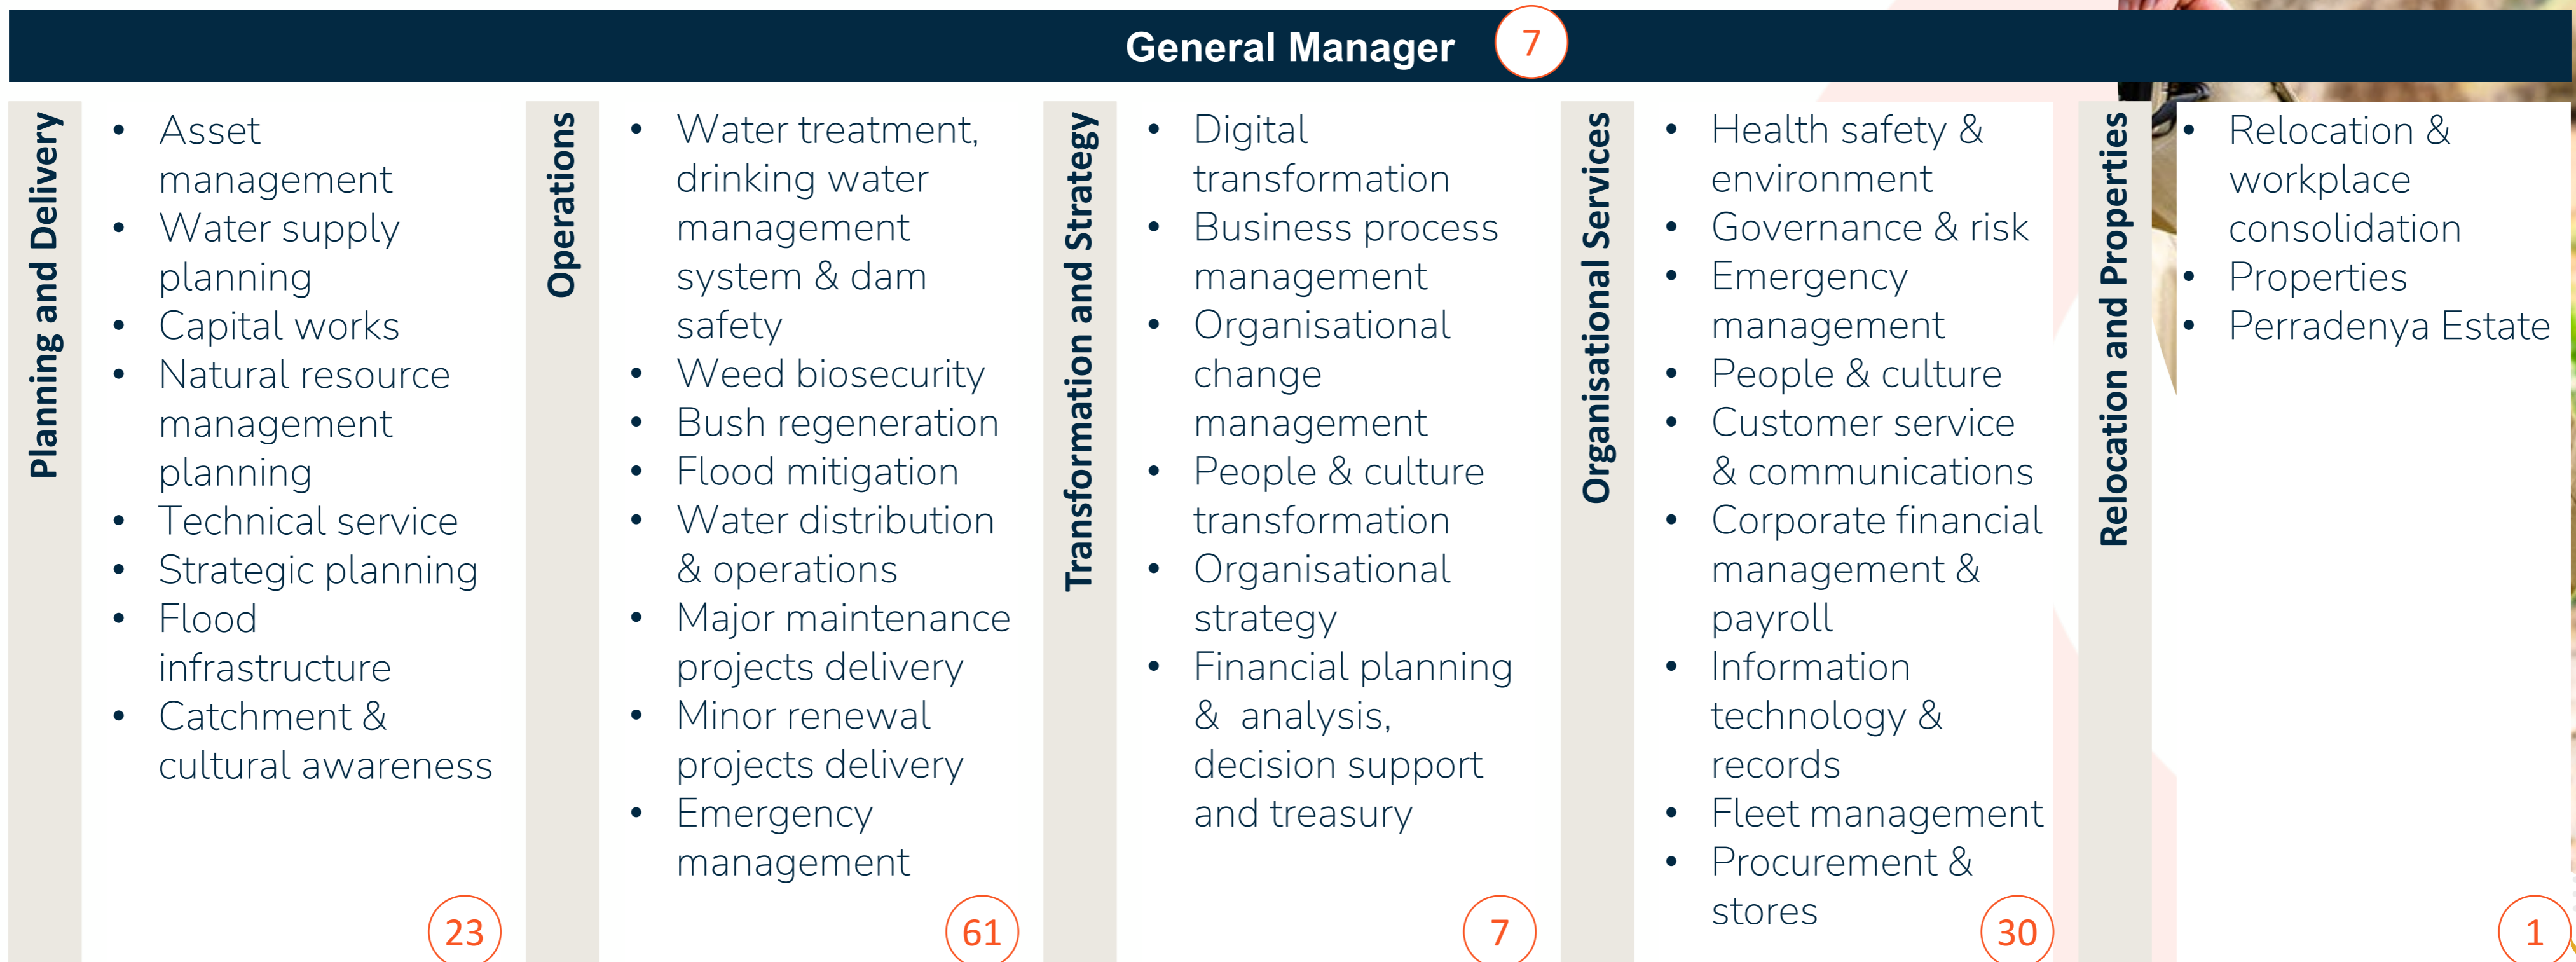 General Manager 7
Planning and Delivery
• Asset
management
• Water supply
planning
• Capital works
• Natural resource
management
planning
• Technical service
• Strategic planning
• Flood
infrastructure
• Catchment &
cultural awareness
23
Operations
• Water treatment,
drinking water
management
system & dam
safety
• Weed biosecurity
• Bush regeneration
• Flood mitigation
• Water distribution
& operations
• Major maintenance
projects delivery
• Minor renewal
projects delivery
• Emergency
management
61
Transformation and Strategy
• Digital
transformation
• Business process
management
• Organisational
change
management
• People & culture
transformation
• Organisational
strategy
• Financial planning
& analysis,
decision support
and treasury
7
Organisational Services
• Health safety &
environment
• Governance & risk
• Emergency
management
• People & culture
• Customer service
& communications
• Corporate financial
management &
payroll
• Information
technology &
records
• Fleet management
• Procurement &
stores
30
Relocation and Properties
• Relocation &
workplace
consolidation
• Properties
• Perradenya Estate
1